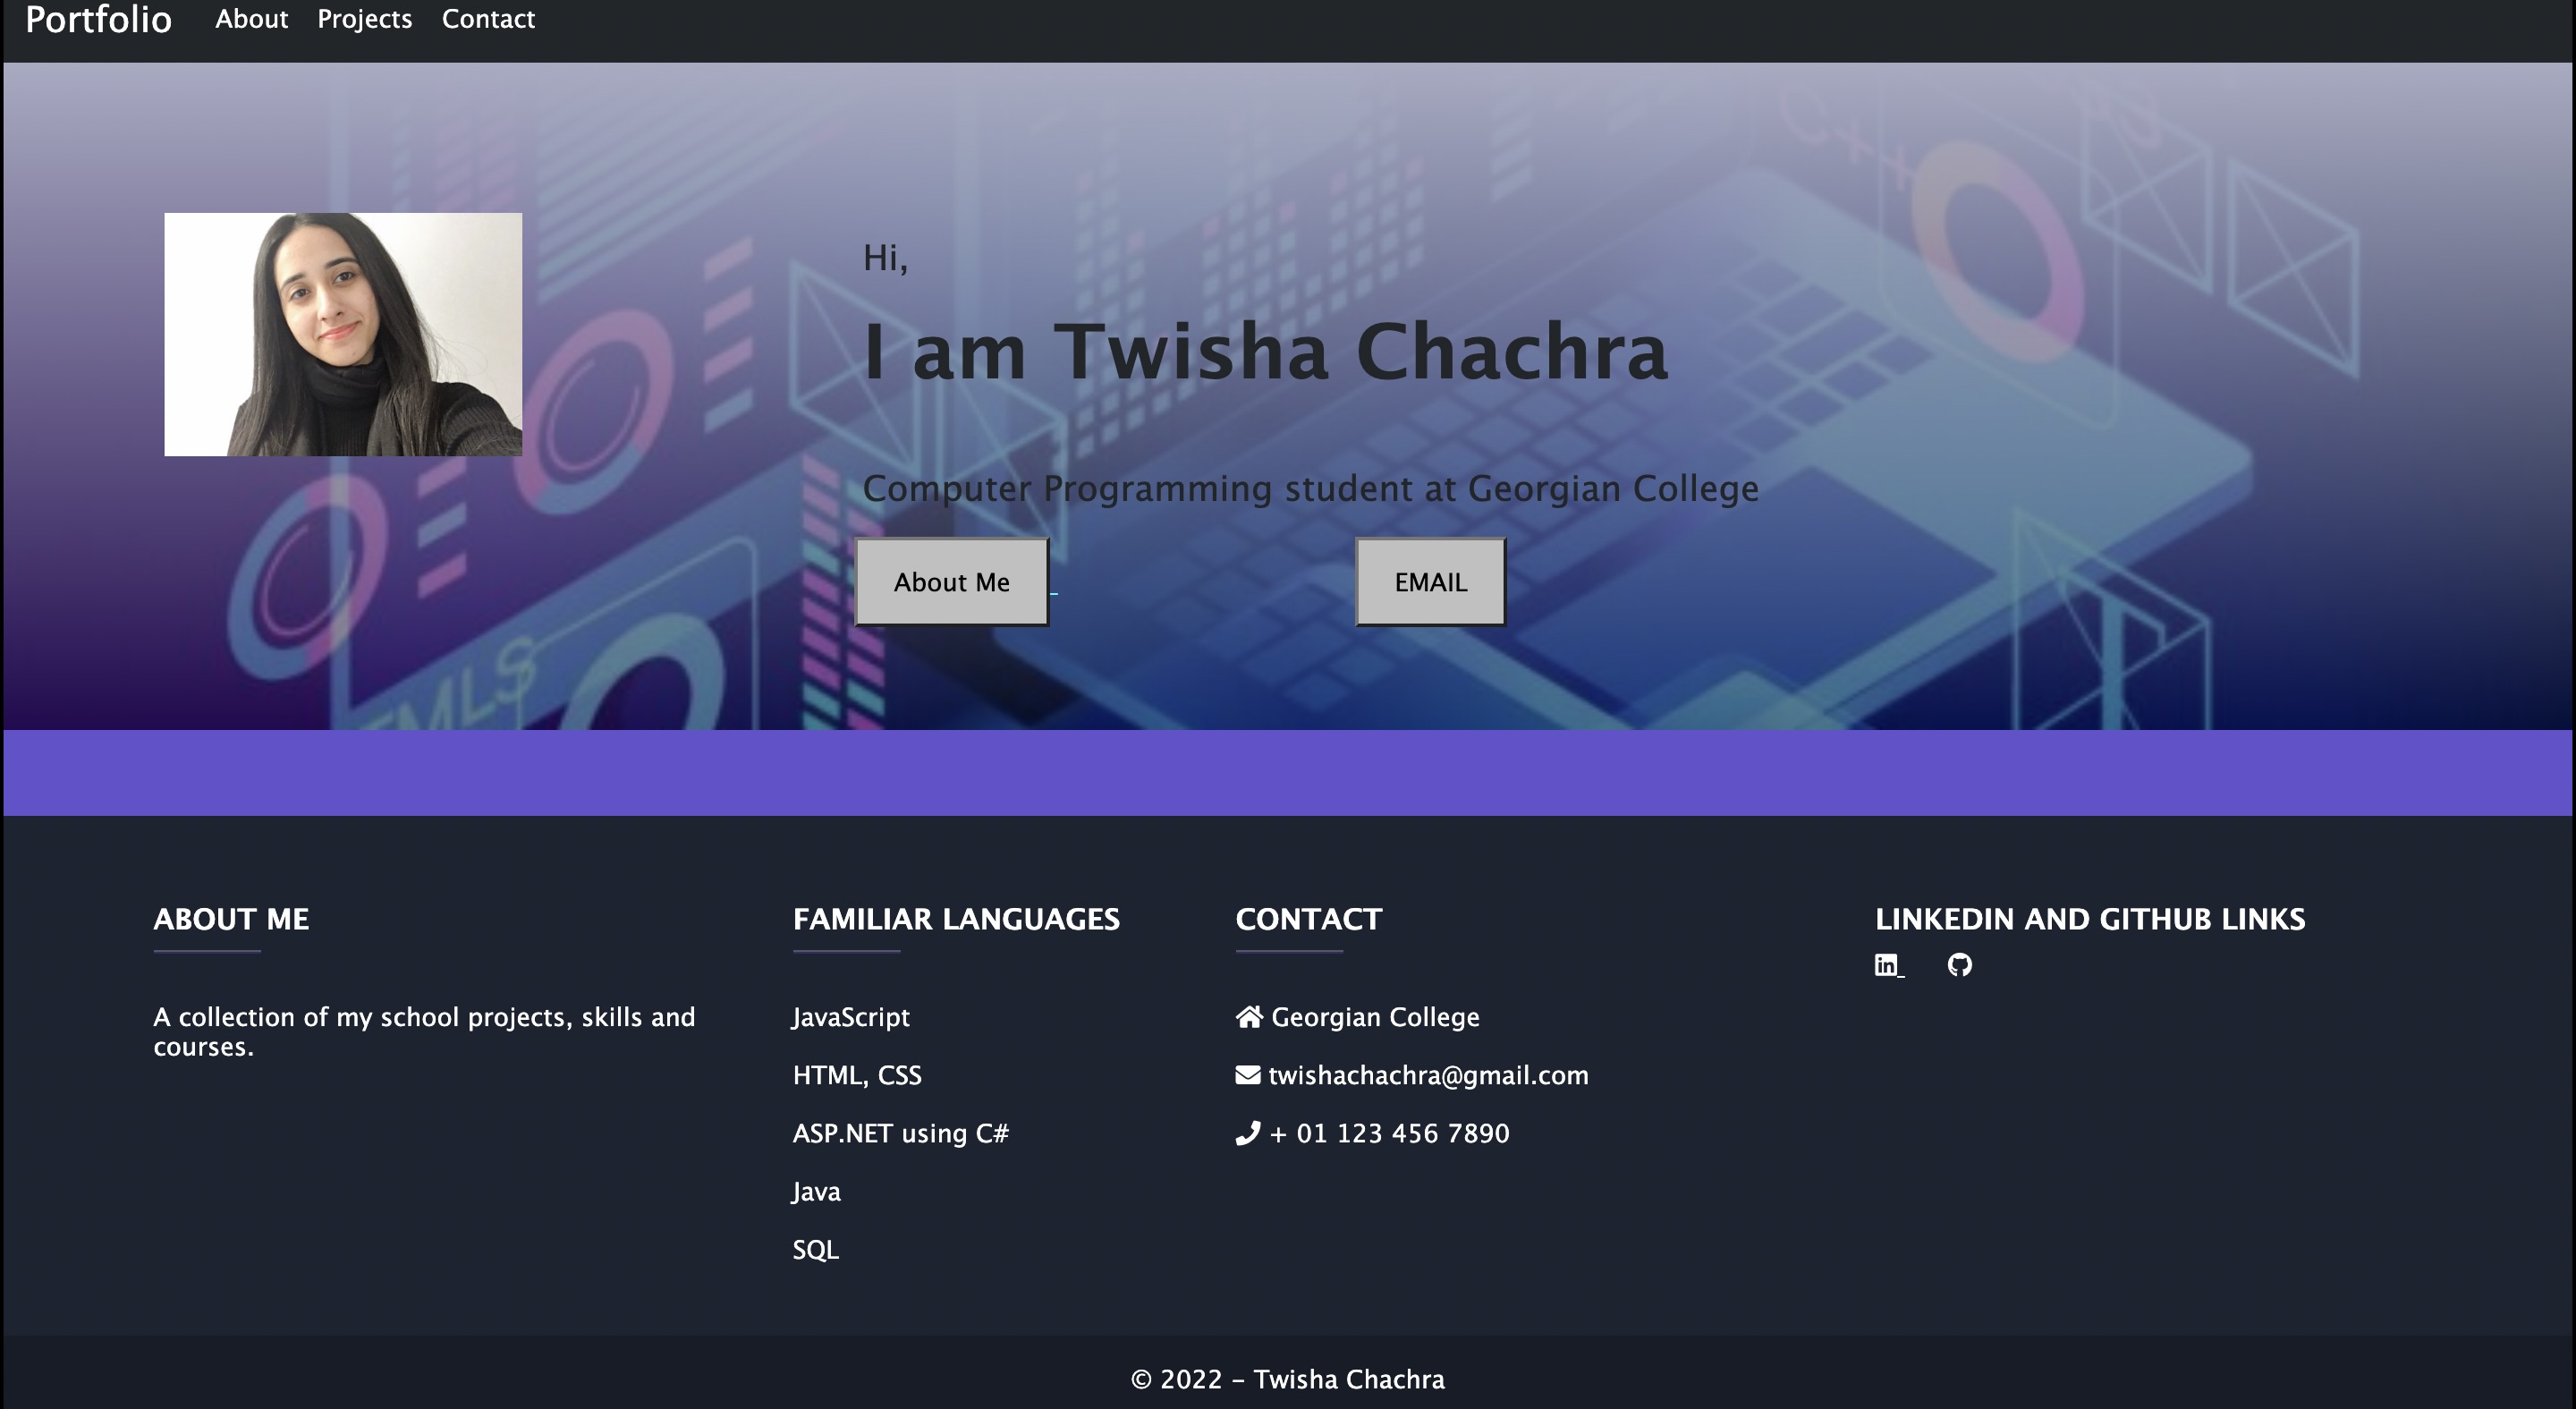 Portfolio About Projects Contact
Hi,
I am Twisha Chachra
Computer Programming student at Georgian College
About Me EMAIL
C++
TMLS
ABOUT ME
A collection of my school projects, skills and
courses.
FAMILIAR LANGUAGES
JavaScript
HTML, CSS
ASP.NET using C#
Java
SQL
CONTACT
Georgian College
twishachachra@gmail.com
+ 01 123 456 7890
LINKEDIN AND GITHUB LINKS
in
© 2022 - Twisha Chachra